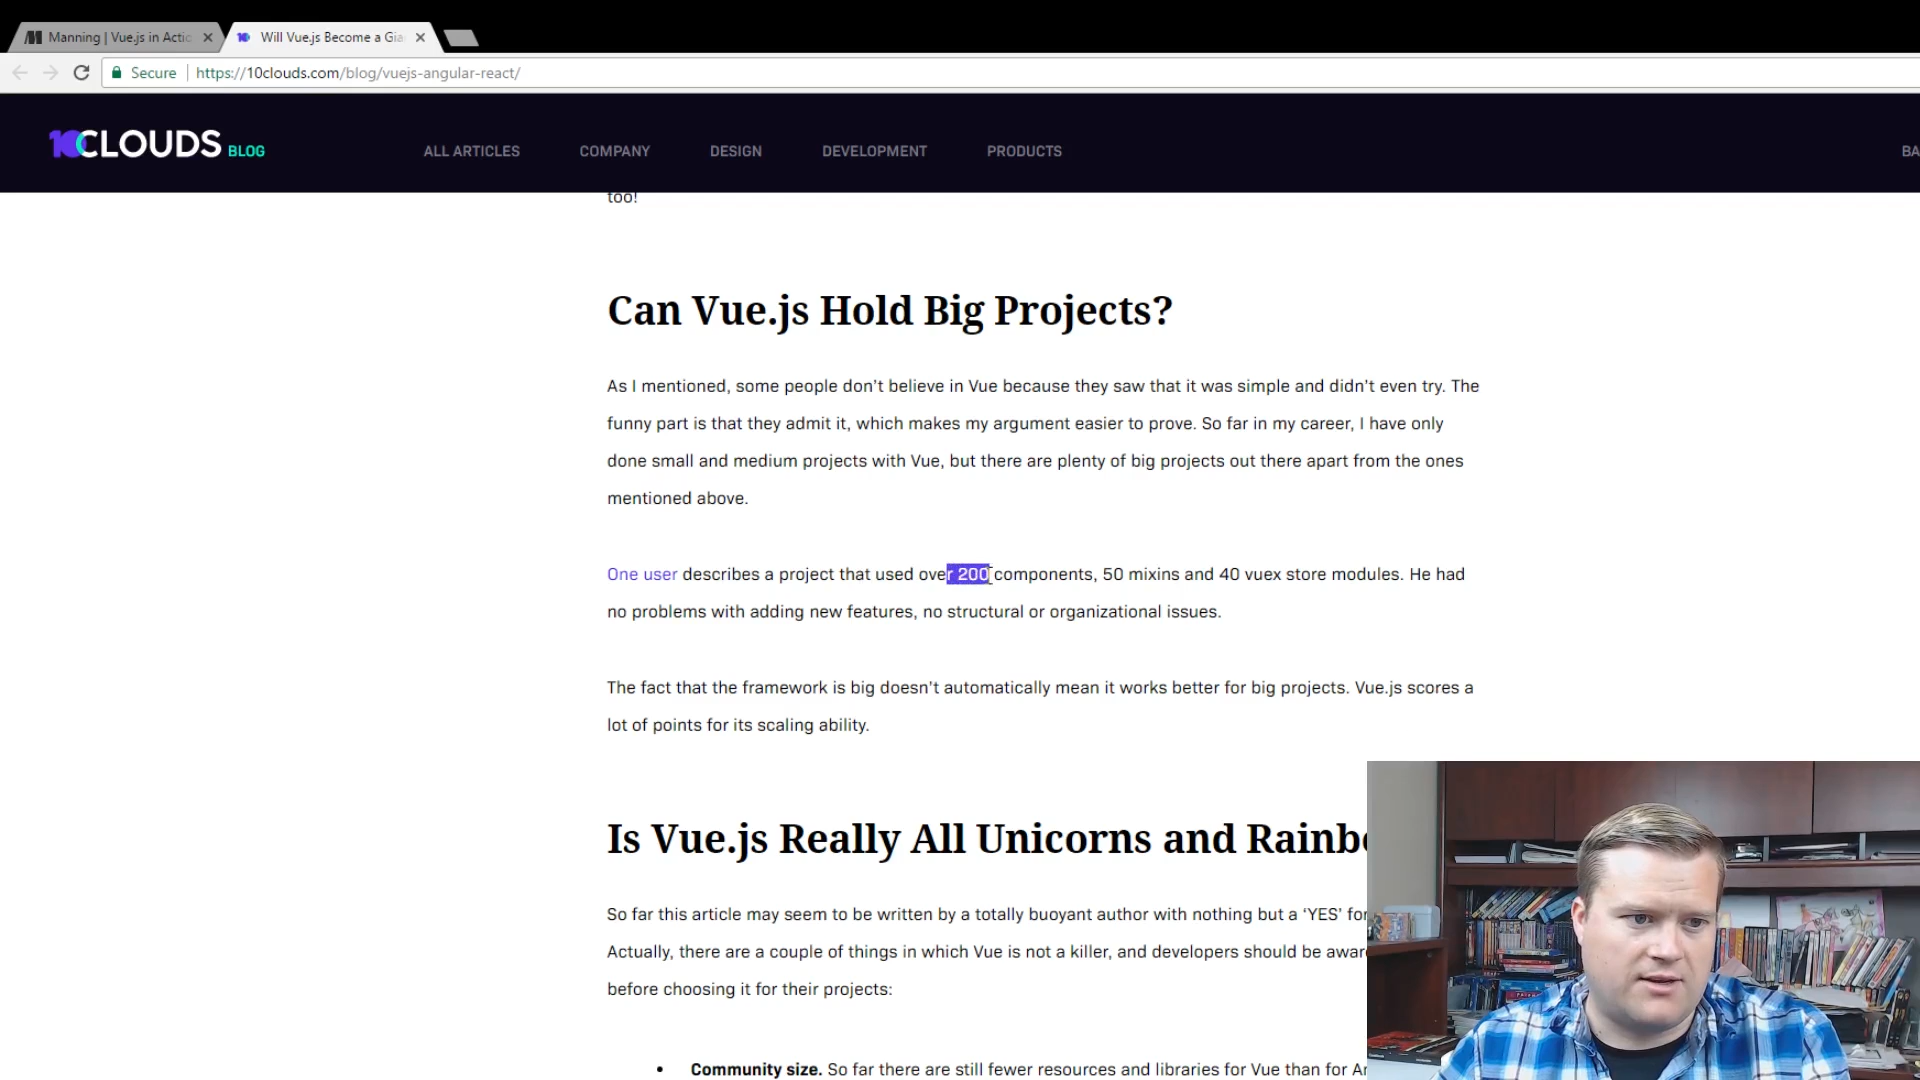 Manning | Vue.js in Actio
Will Vue.js Become a Gia
Secure
https://10clouds.com/blog/vuejs-angular-react/
10CLOUDS BLOG
ALL ARTICLES
COMPANY
DESIGN
DEVELOPMENT
PRODUCTS
BA
too!
Can Vue.js Hold Big Projects?
As I mentioned, some people don't believe in Vue because they saw that it was simple and didn't even try. The
funny part is that they admit it, which makes my argument easier to prove. So far in my career, I have only
done small and medium projects with Vue, but there are plenty of big projects out there apart from the ones
mentioned above.
One user describes a project that used over 200 components, 50 mixins and 40 vuex store modules. He had
no problems with adding new features, no structural or organizational issues.
The fact that the framework is big doesn't automatically mean it works better for big projects. Vue.js scores a
lot of points for its scaling ability.
Is Vue.js Really All Unicorns and Rainbo
So far this article may seem to be written by a totally buoyant author with nothing but a ‘YES’ for
Actually, there are a couple of things in which Vue is not a killer, and developers should be aware
before choosing it for their projects:
• Community size. So far there are still fewer resources and libraries for Vue than for An